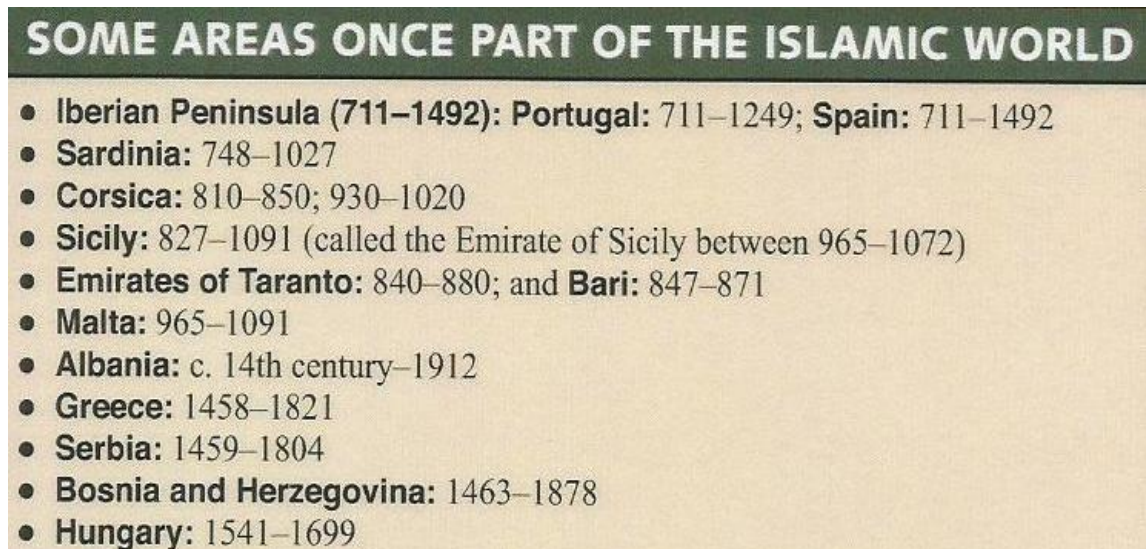 SOME AREAS ONCE PART OF THE ISLAMIC WORLD
• Iberian Peninsula (711–1492): Portugal: 711–1249; Spain: 711–1492
• Sardinia: 748–1027
• Corsica: 810–850; 930–1020
• Sicily: 827–1091 (called the Emirate of Sicily between 965–1072)
• Emirates of Taranto: 840–880; and Bari: 847–871
• Malta: 965–1091
• Albania: c. 14th century–1912
• Greece: 1458–1821
• Serbia: 1459–1804
• Bosnia and Herzegovina: 1463–1878
• Hungary: 1541–1699